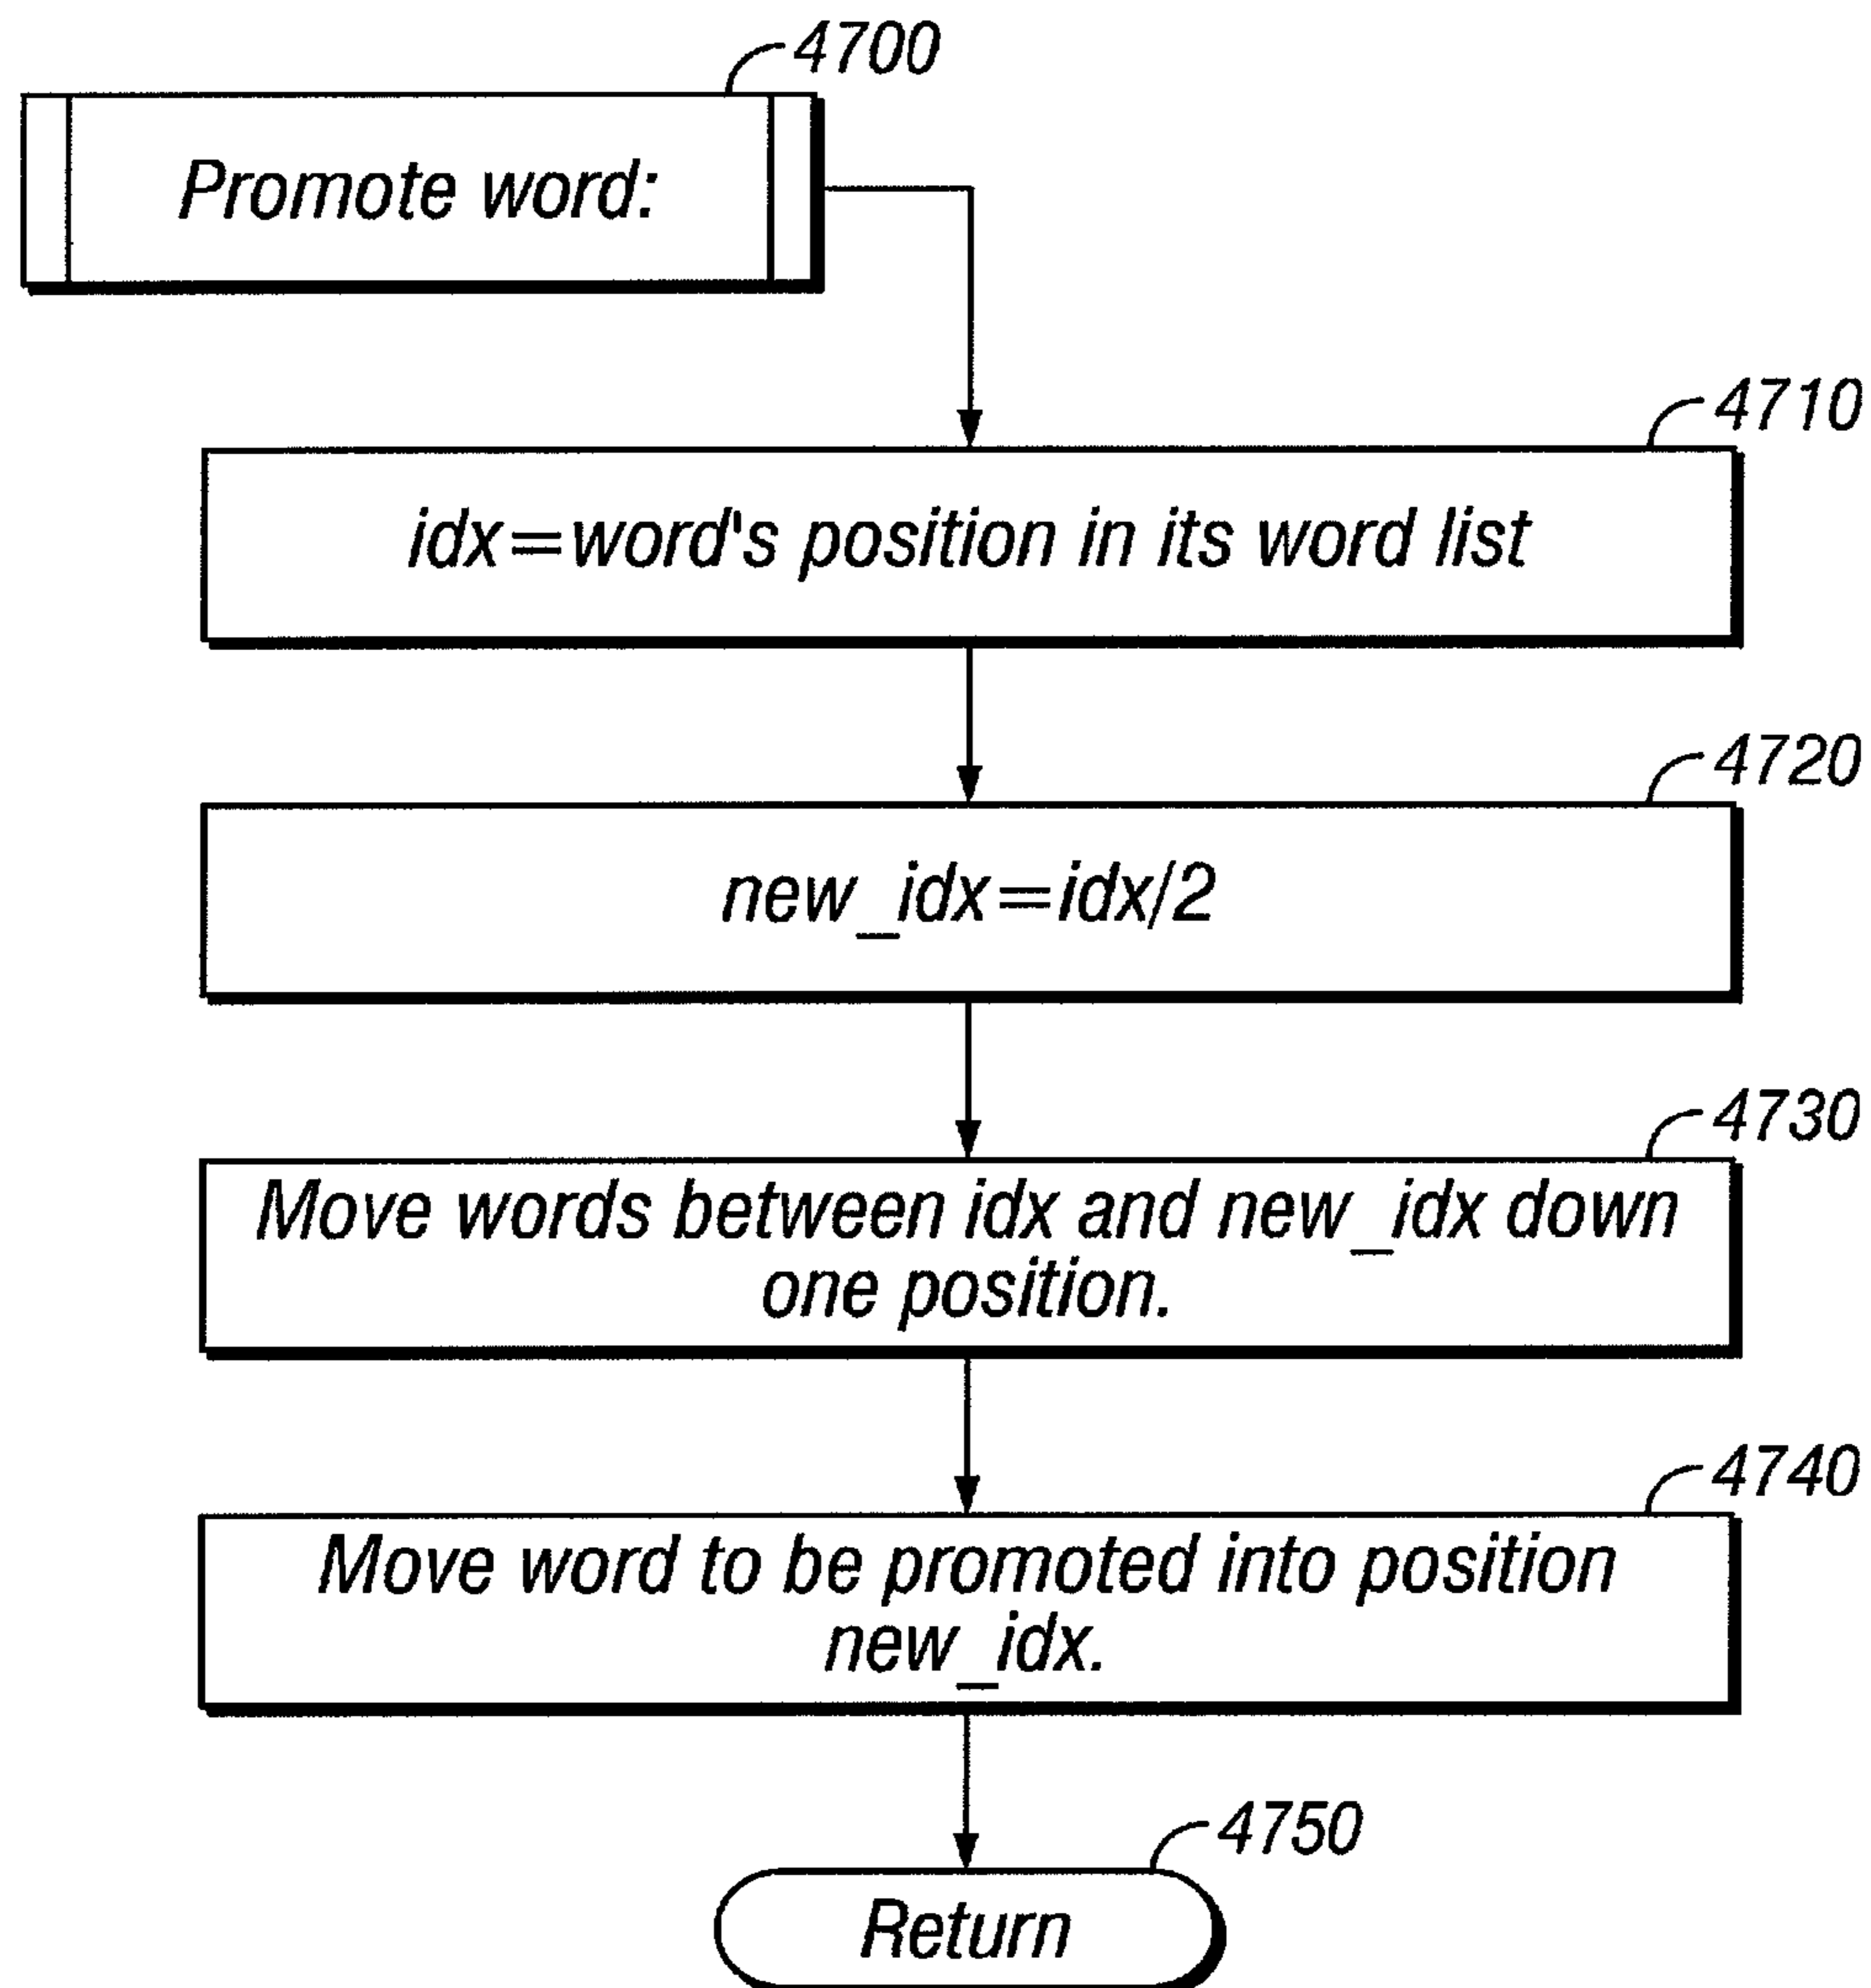 4700
Promote word:
4710
idx=word's position in its word list
4720
new_idx=idx/2
4730
Move words between idx and new_idx down
one position.
4740
Move word to be promoted into position
new_idx.
4750
Return